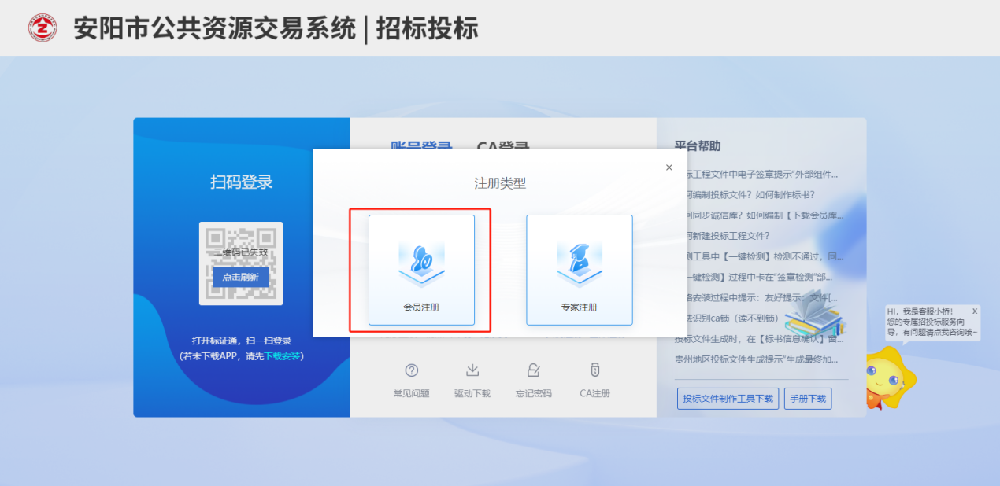 安阳市公共资源交易系统 | 招标投标
扫码登录
二维码已失效
点击刷新
打开标证通，扫一扫登录
(若未下载APP，请先下载安装)
账号登录 CA登录
注册类型
×
会员注册
专家注册
常见问题
驱动下载
忘记密码
CA注册
平台帮助
标工程文件中电子签章提示“外部组件...
何编制投标文件？如何制作标书?
何同步诚信库？如何编制【下载会员库...
何新建投标工程文件?
测工具中【一键检测】检测不通过，同...
一键检测】过程中卡在“签章检测”部...
安装过程中提示：友好提示：文件[...
法识别ca锁（读不到锁）
投标文件生成时，在【标书信息确认】窗...
贵州地区投标文件生成提示“生成最终加...
投标文件制作工具下载
手册下载
HI，我是客服小桥！ X
您的专属招投标服务向
导，有问题请点我咨询哦~